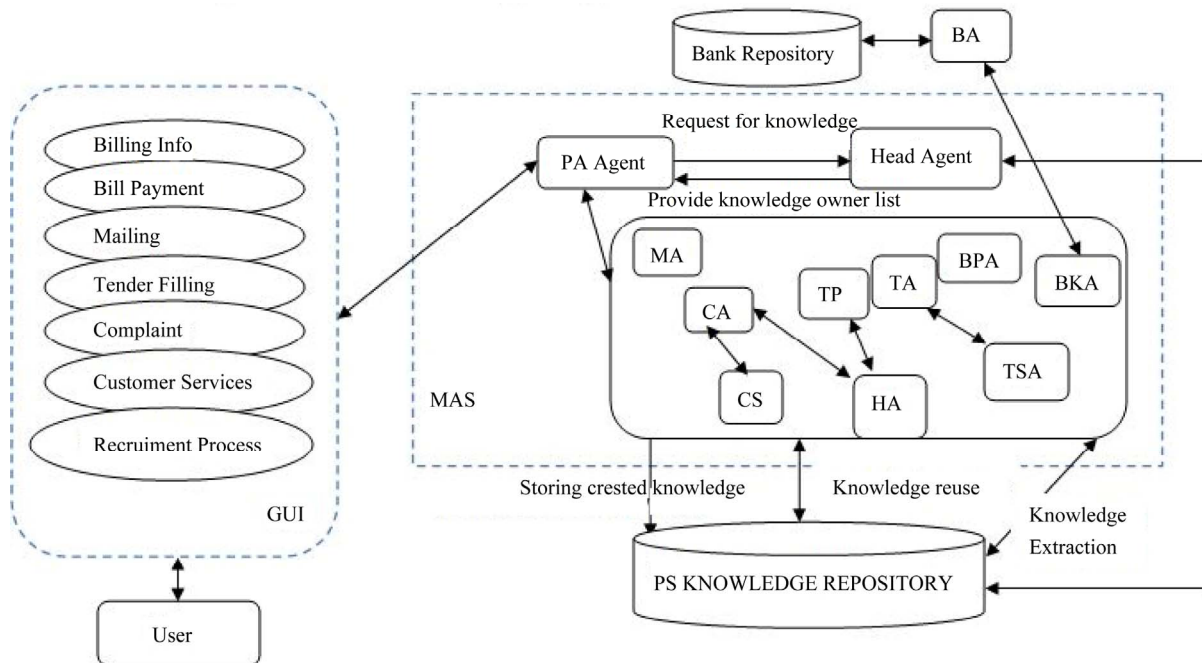 Bank Repository
BA
Billing Info
Bill Payment
Mailing
Tender Filling
Complaint
Customer Services
Recruiment Process
GUI
User
Request for knowledge
PA Agent
Head Agent
Provide knowledge owner list
MA
CA
CS
TP
TA
BPA
BKA
HA
TSA
MAS
Storing crested knowledge
Knowledge reuse
Knowledge
Extraction
PS KNOWLEDGE REPOSITORY